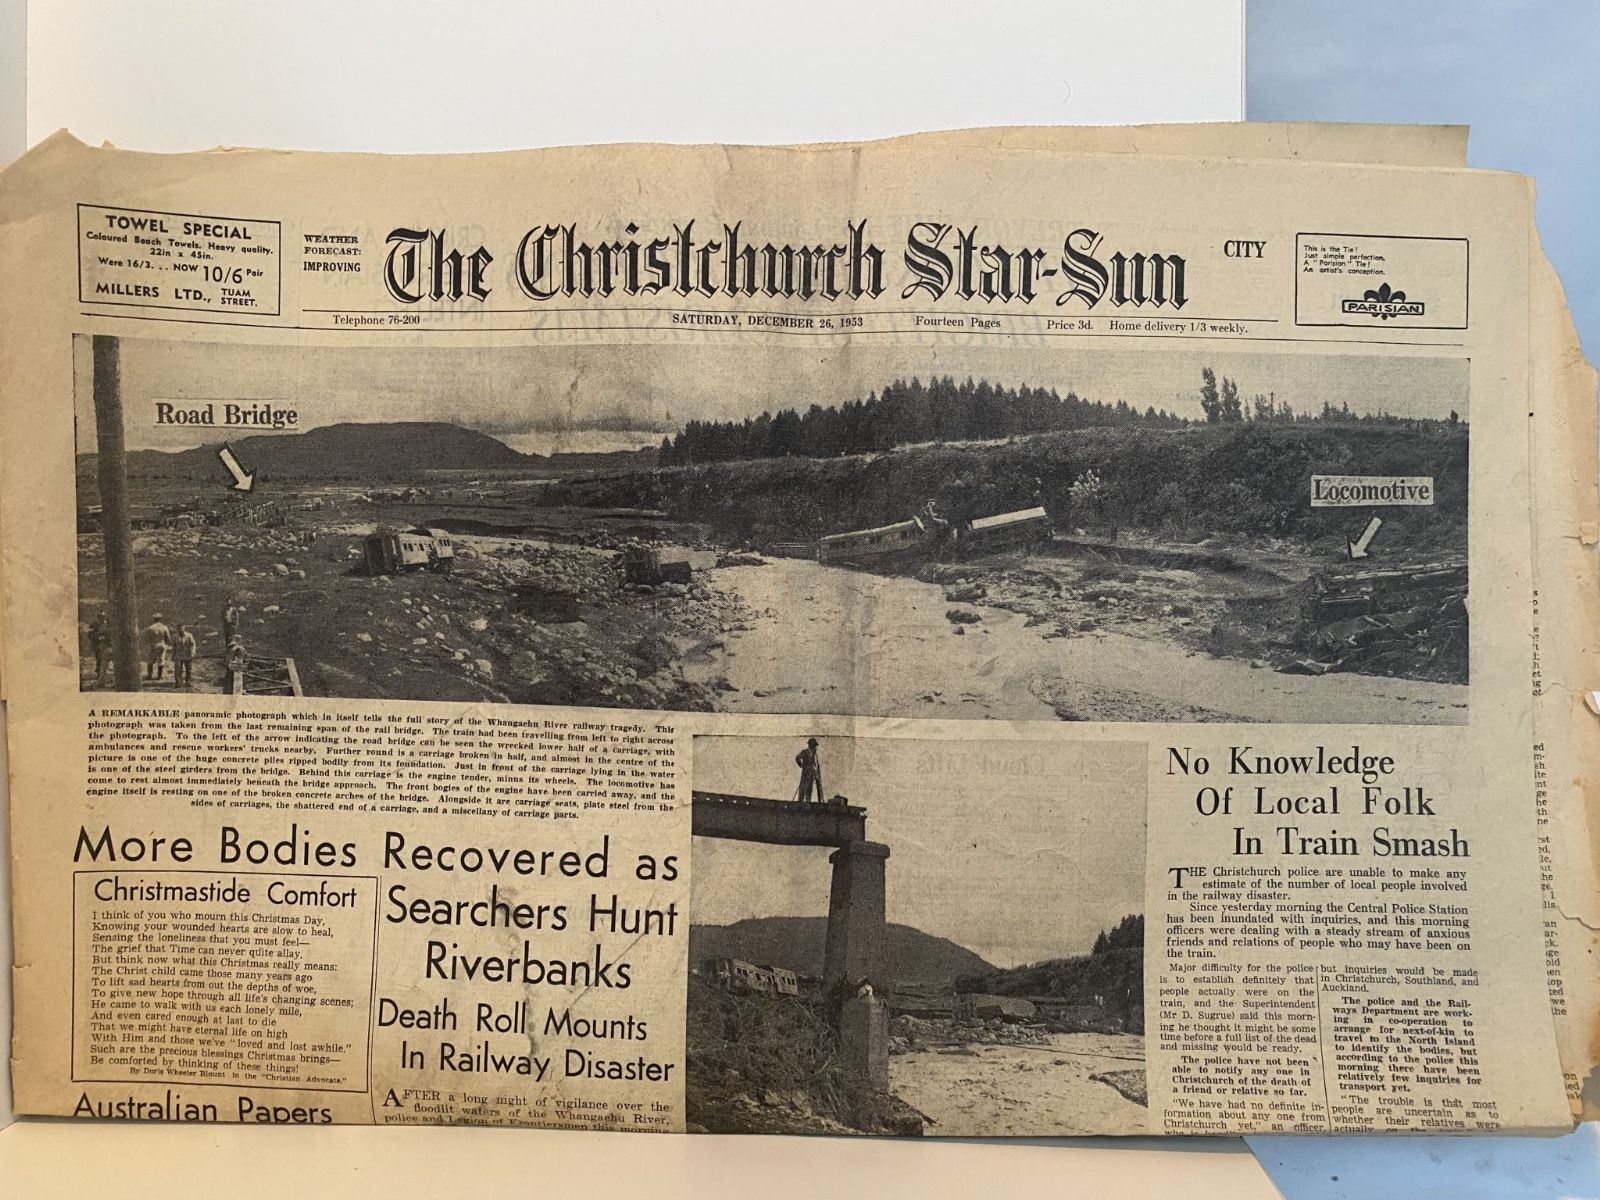 TOWEL SPECIAL
Coloured Beach Towels. Heavy quality.
22in x 45in.
Were 16/3. . . NOW 10/6 Pair
MILLERS LTD., TUAM STREET.
WEATHER
FORECAST:
IMPROVING
The Christchurch Star-Sun
CITY
This is the Tie!
Just simple perfection.
A "Parisian" Tie!
An artist's conception.
PARISIAN
Telephone 76-200
SATURDAY, DECEMBER 26, 1953
Fourteen Pages
Price 3d. Home delivery 1/3 weekly.
Road Bridge
Locomotive
A REMARKABLE panoramic photograph which in itself tells the full story of the Whangaehu River railway tragedy. This
photograph was taken from the last remaining span of the rail bridge. The train had been travelling from left to right across
the photograph. To the left of the arrow indicating the road bridge can be seen the wrecked lower half of a carriage, with
ambulances and rescue workers' trucks nearby. Further round is a carriage broken in half, and almost in the centre of the
picture is one of the huge concrete piles ripped bodily from its foundation. Just in front of the carriage lying in the water
is one of the steel girders from the bridge. Behind this carriage is the engine tender, minus its wheels. The locomotive has
come to rest almost immediately beneath the bridge approach. The front bogies of the engine have been carried away, and the
engine itself is resting on one of the broken concrete arches of the bridge. Alongside it are carriage seats, plate steel from the
sides of carriages, the shattered end of a carriage, and a miscellany of carriage parts.
More Bodies Recovered as
Searchers Hunt
Riverbanks
Death Roll Mounts
In Railway Disaster
AFTER a long night of vigilance over the
floodlit waters of the Whangaehu River,
police and Legion of Frontiersmen this morning
Christmastide Comfort
I think of you who mourn this Christmas Day,
Knowing your wounded hearts are slow to heal,
Sensing the loneliness that you must feel—
The grief that Time can never quite allay.
But think now what this Christmas really means:
The Christ child came those many years ago
To lift sad hearts from out the depths of woe,
To give new hope through all life's changing scenes;
He came to walk with us each lonely mile,
And even cared enough at last to die
That we might have eternal life on high
With Him and those we've "loved and lost awhile."
Such are the precious blessings Christmas brings—
Be comforted by thinking of these things!
By Doris Wheeler Blount in the "Christian Advocate."
Australian Papers
No Knowledge
Of Local Folk
In Train Smash
THE Christchurch police are unable to make any
estimate of the number of local people involved
in the railway disaster.
Since yesterday morning the Central Police Station
has been inundated with inquiries, and this morning
officers were dealing with a steady stream of anxious
friends and relations of people who may have been on
the train.
Major difficulty for the police
is to establish definitely that
people actually were on the
train, and the Superintendent
(Mr D. Sugrue) said this morn-
ing he thought it might be some
time before a full list of the dead
and missing would be ready.
The police have not been
able to notify any one in
Christchurch of the death of
a friend or relative so far.
"We have had no definite in-
formation about any one from
Christchurch yet," an officer,
but inquiries would be made
in Christchurch, Southland, and
Auckland.
The police and the Rail-
ways Department are work-
ing in co-operation to
arrange for next-of-kin to
travel to the North Island
to identify the bodies, but
according to the police this
morning there have been
relatively few inquiries for
transport yet.
"The trouble is that most
people are uncertain as to
whether their relatives were
actually on the